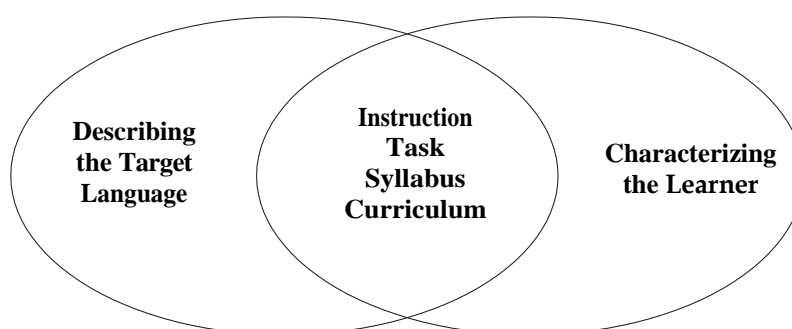 Describing
the Target
Language
Instruction
Task
Syllabus
Curriculum
Characterizing
the Learner